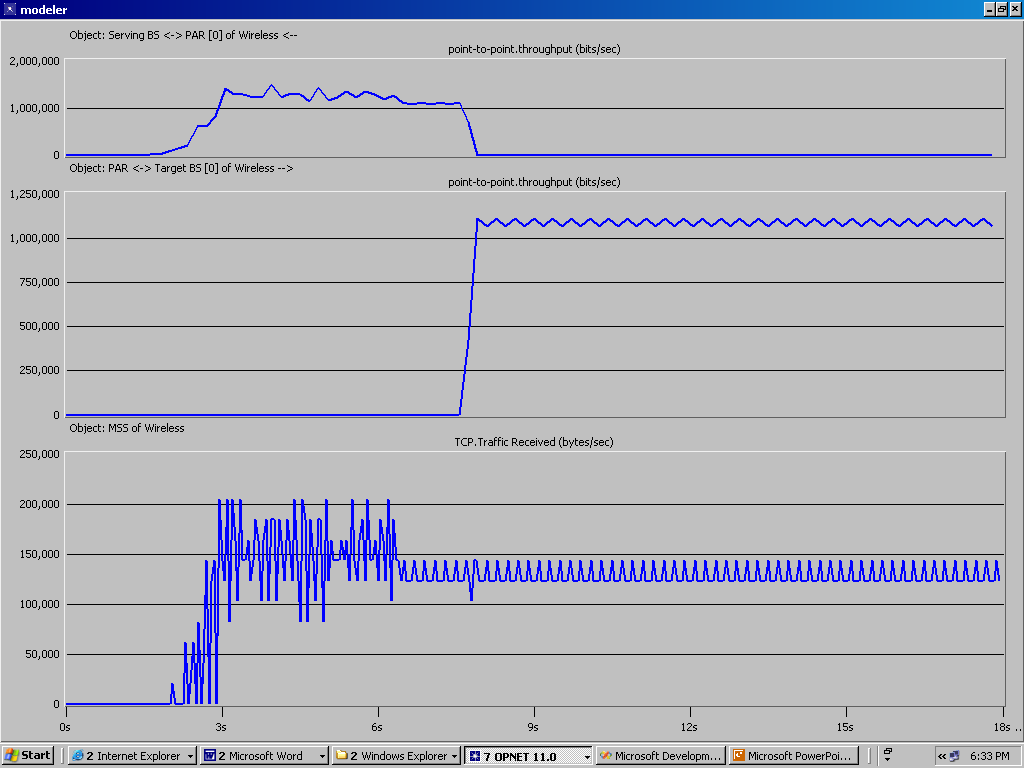 modeler
Object: Serving BS <-> PAR [0] of Wireless <--
point-to-point.throughput (bits/sec)
2,000,000
1,000,000
0
Object: PAR <-> Target BS [0] of Wireless -->
point-to-point.throughput (bits/sec)
1,250,000
1,000,000
750,000
500,000
250,000
0
Object: MSS of Wireless
TCP.Traffic Received (bytes/sec)
250,000
200,000
150,000
100,000
50,000
0
0s 3s 6s 9s 12s 15s 18s ..
Start 2 Internet Explorer 2 Microsoft Word 2 Windows Explorer 7 OPNET 11.0 Microsoft Developm... Microsoft PowerPoi... « 6:33 PM